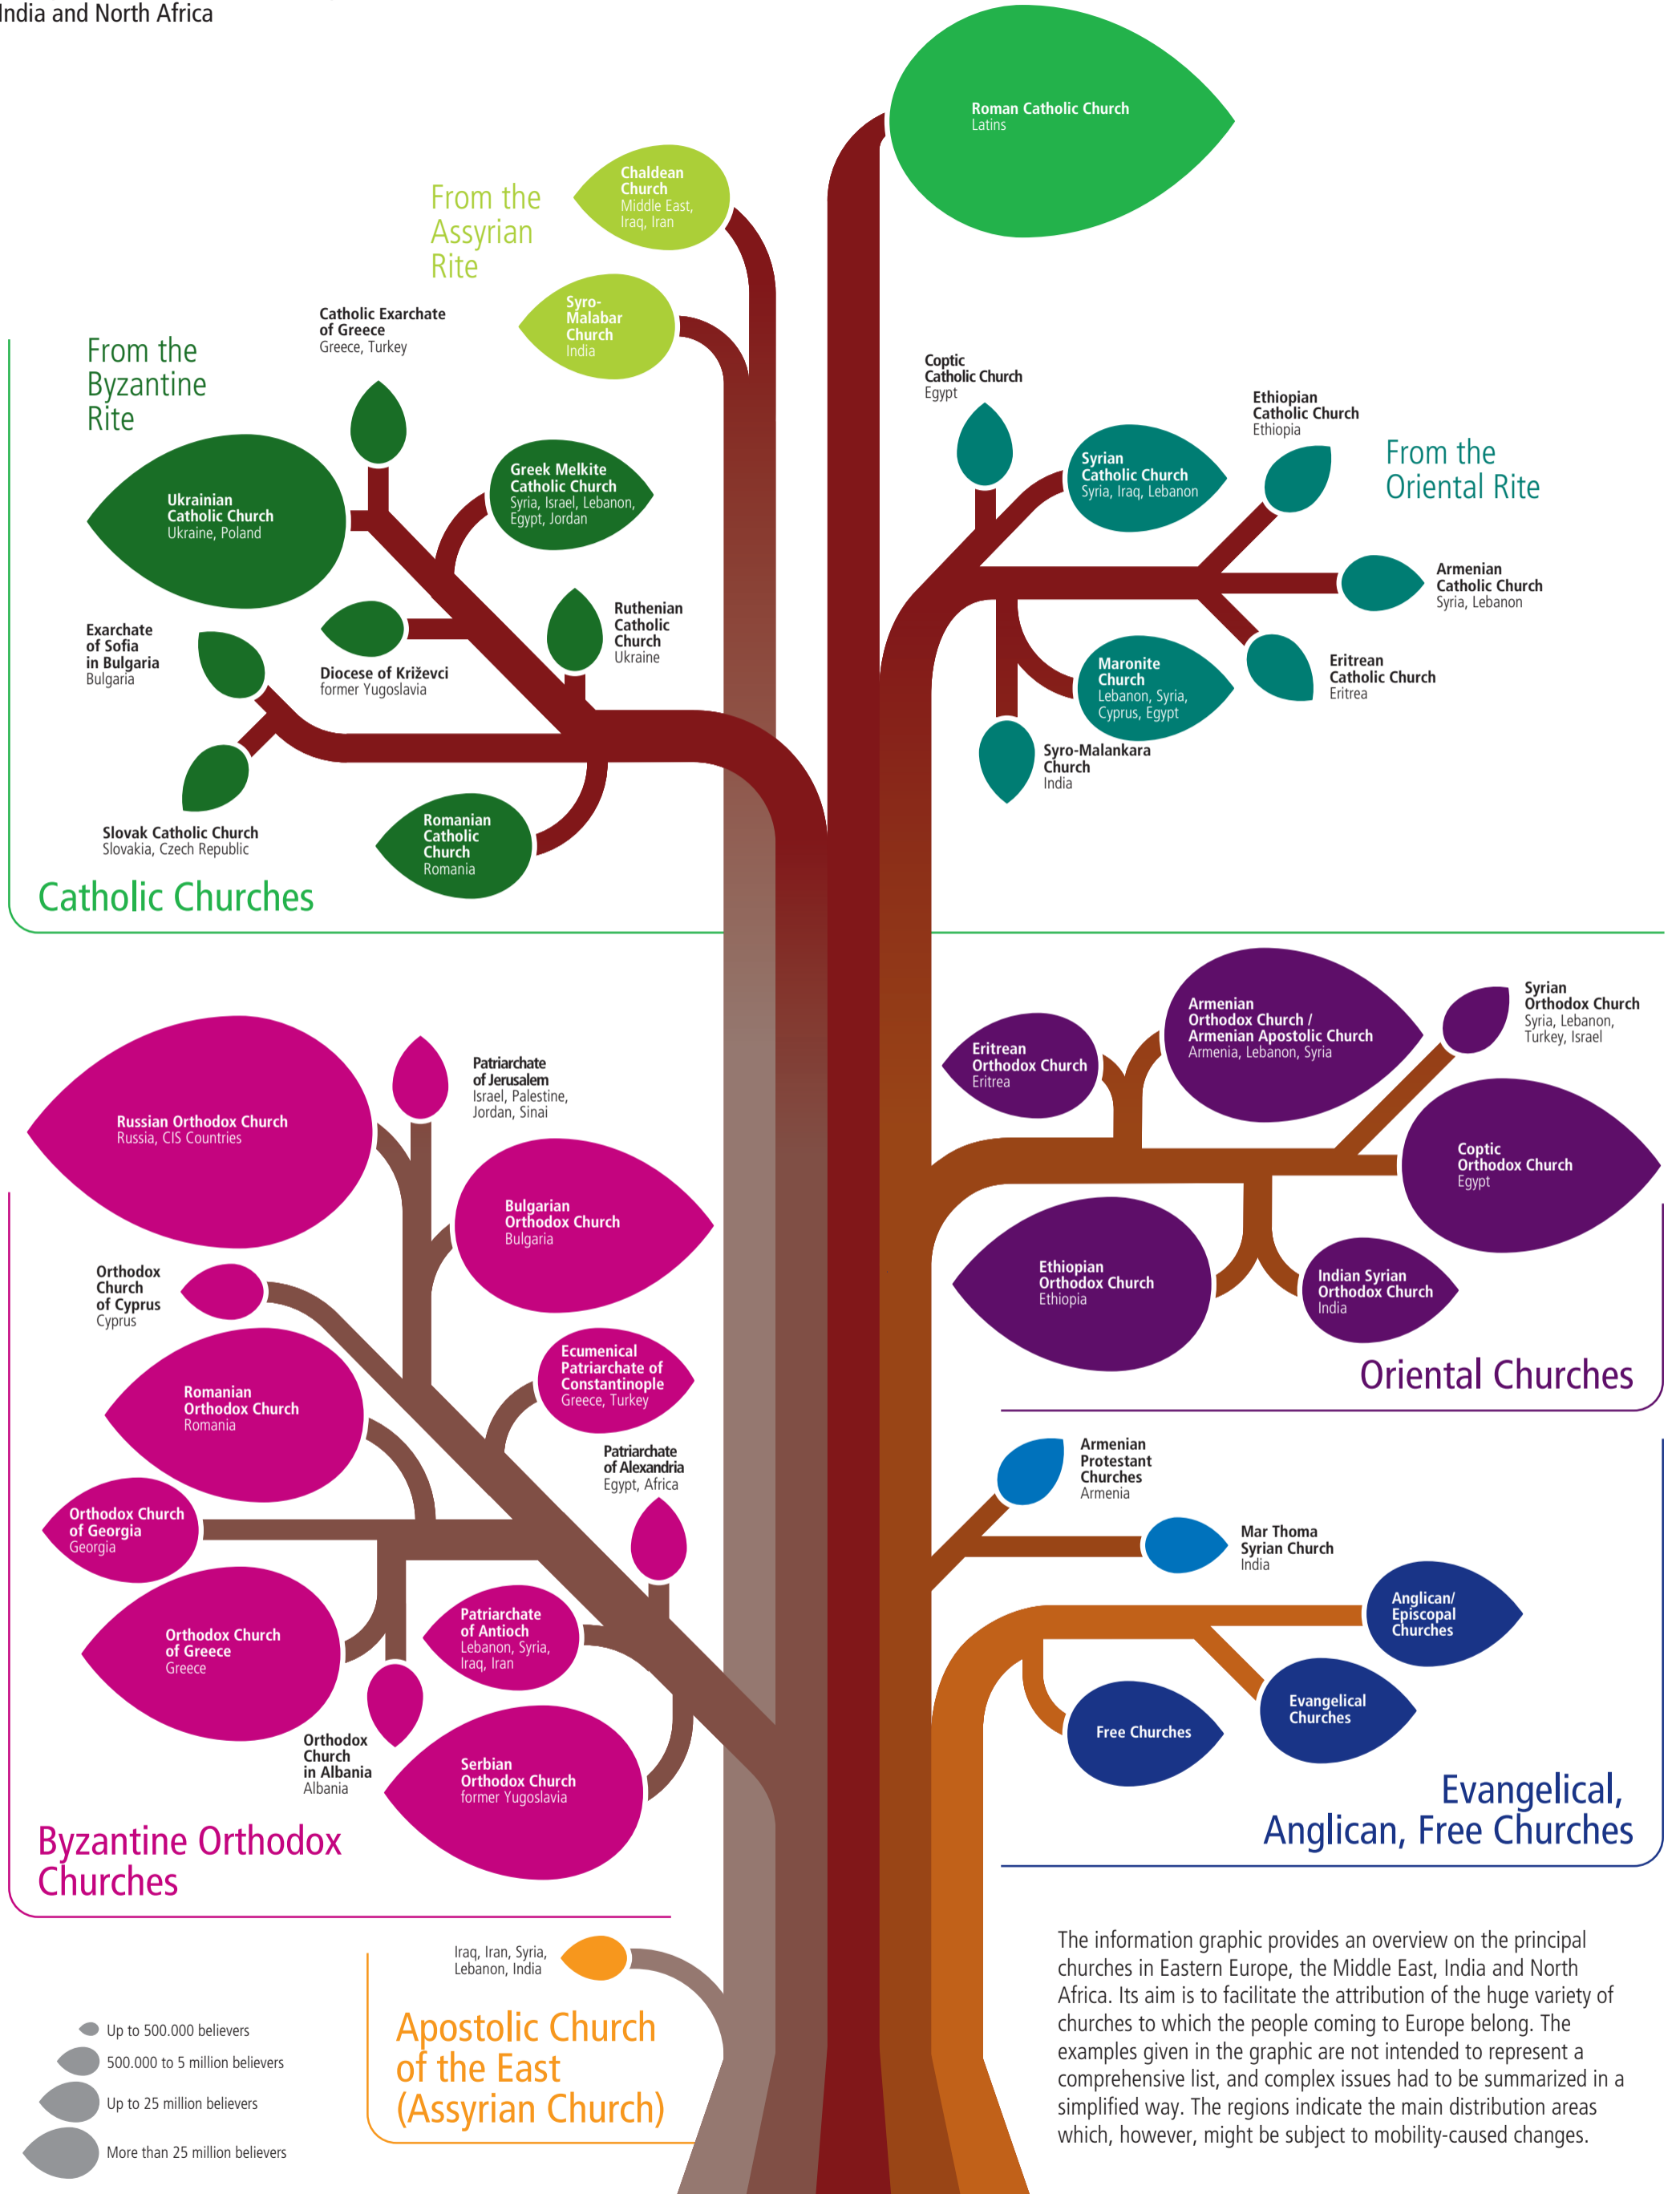 India and North Africa
Roman Catholic Church
Latins
From the
Assyrian
Rite
Chaldean
Church
Middle East,
Iraq, Iran
Syro-
Malabar
Church
India
From the
Byzantine
Rite
Catholic Exarchate
of Greece
Greece, Turkey
Ukrainian
Catholic Church
Ukraine, Poland
Greek Melkite
Catholic Church
Syria, Israel, Lebanon,
Egypt, Jordan
Exarchate
of Sofia
in Bulgaria
Bulgaria
Diocese of Križevci
former Yugoslavia
Ruthenian
Catholic
Church
Ukraine
Slovak Catholic Church
Slovakia, Czech Republic
Romanian
Catholic
Church
Romania
Catholic Churches
Coptic
Catholic Church
Egypt
Syrian
Catholic Church
Syria, Iraq, Lebanon
Ethiopian
Catholic Church
Ethiopia
From the
Oriental Rite
Armenian
Catholic Church
Syria, Lebanon
Maronite
Church
Lebanon, Syria,
Cyprus, Egypt
Eritrean
Catholic Church
Eritrea
Syro-Malankara
Church
India
Russian Orthodox Church
Russia, CIS Countries
Patriarchate
of Jerusalem
Israel, Palestine,
Jordan, Sinai
Bulgarian
Orthodox Church
Bulgaria
Orthodox
Church
of Cyprus
Cyprus
Romanian
Orthodox Church
Romania
Ecumenical
Patriarchate of
Constantinople
Greece, Turkey
Patriarchate
of Alexandria
Egypt, Africa
Orthodox Church
of Georgia
Georgia
Orthodox Church
of Greece
Greece
Patriarchate
of Antioch
Lebanon, Syria,
Iraq, Iran
Orthodox
Church
in Albania
Albania
Serbian
Orthodox Church
former Yugoslavia
Byzantine Orthodox
Churches
Eritrean
Orthodox Church
Eritrea
Armenian
Orthodox Church /
Armenian Apostolic Church
Armenia, Lebanon, Syria
Syrian
Orthodox Church
Syria, Lebanon,
Turkey, Israel
Coptic
Orthodox Church
Egypt
Ethiopian
Orthodox Church
Ethiopia
Indian Syrian
Orthodox Church
India
Oriental Churches
Armenian
Protestant
Churches
Armenia
Mar Thoma
Syrian Church
India
Anglican/
Episcopal
Churches
Evangelical
Churches
Free Churches
Evangelical,
Anglican, Free Churches
Iraq, Iran, Syria,
Lebanon, India
Apostolic Church
of the East
(Assyrian Church)
Up to 500.000 believers
500.000 to 5 million believers
Up to 25 million believers
More than 25 million believers
The information graphic provides an overview on the principal
churches in Eastern Europe, the Middle East, India and North
Africa. Its aim is to facilitate the attribution of the huge variety of
churches to which the people coming to Europe belong. The
examples given in the graphic are not intended to represent a
comprehensive list, and complex issues had to be summarized in a
simplified way. The regions indicate the main distribution areas
which, however, might be subject to mobility-caused changes.